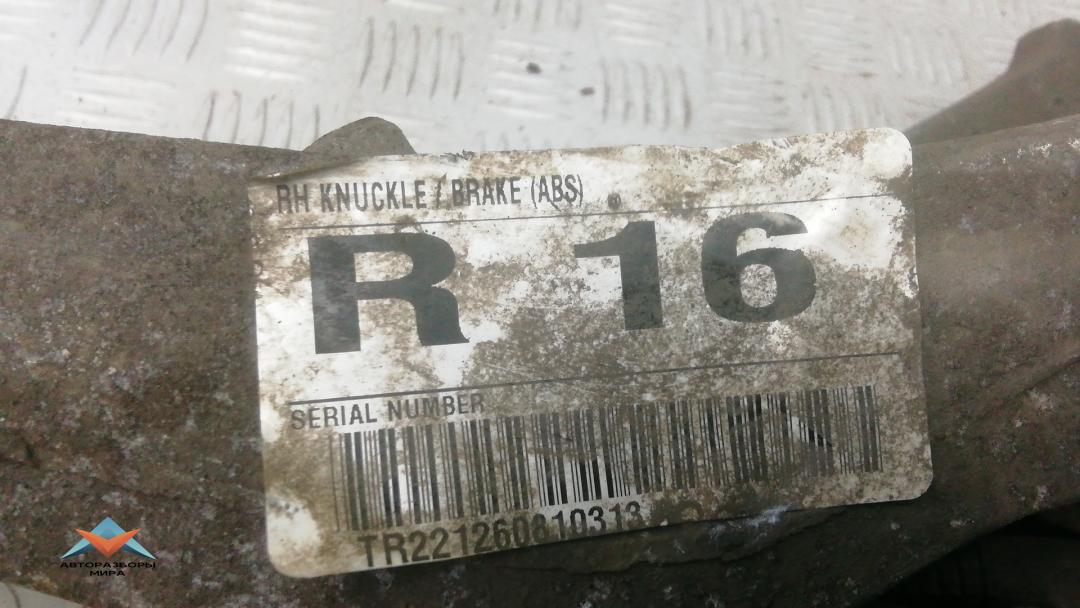 RH KNUCKLE / BRAKE (ABS)
R 16
SERIAL NUMBER
TR221260810313
АВТОРАЗБОРЫ
МИРА